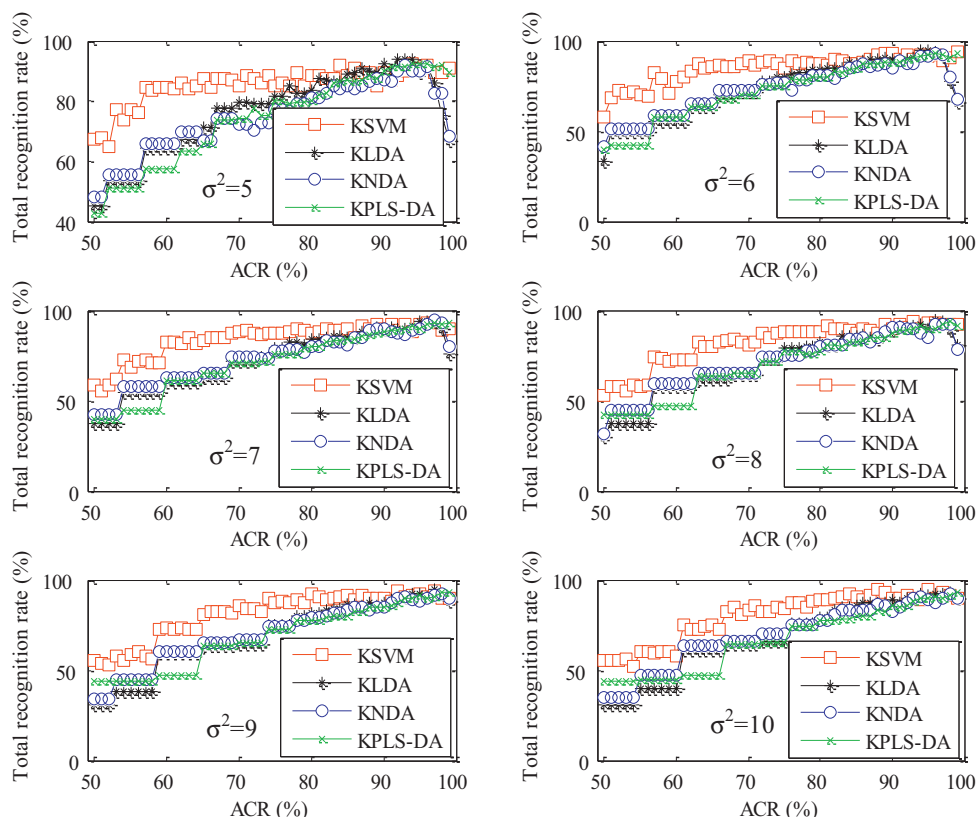 Total recognition rate (%)
100
80
60
40
50 60 70 80 90 100
ACR (%)
σ²=5
KSVM
KLDA
KNDA
KPLS-DA
Total recognition rate (%)
100
50
0
50 60 70 80 90 100
ACR (%)
σ²=6
KSVM
KLDA
KNDA
KPLS-DA
Total recognition rate (%)
100
50
0
50 60 70 80 90 100
ACR (%)
σ²=7
KSVM
KLDA
KNDA
KPLS-DA
Total recognition rate (%)
100
50
0
50 60 70 80 90 100
ACR (%)
σ²=8
KSVM
KLDA
KNDA
KPLS-DA
Total recognition rate (%)
100
50
0
50 60 70 80 90 100
ACR (%)
σ²=9
KSVM
KLDA
KNDA
KPLS-DA
Total recognition rate (%)
100
50
0
50 60 70 80 90 100
ACR (%)
σ²=10
KSVM
KLDA
KNDA
KPLS-DA